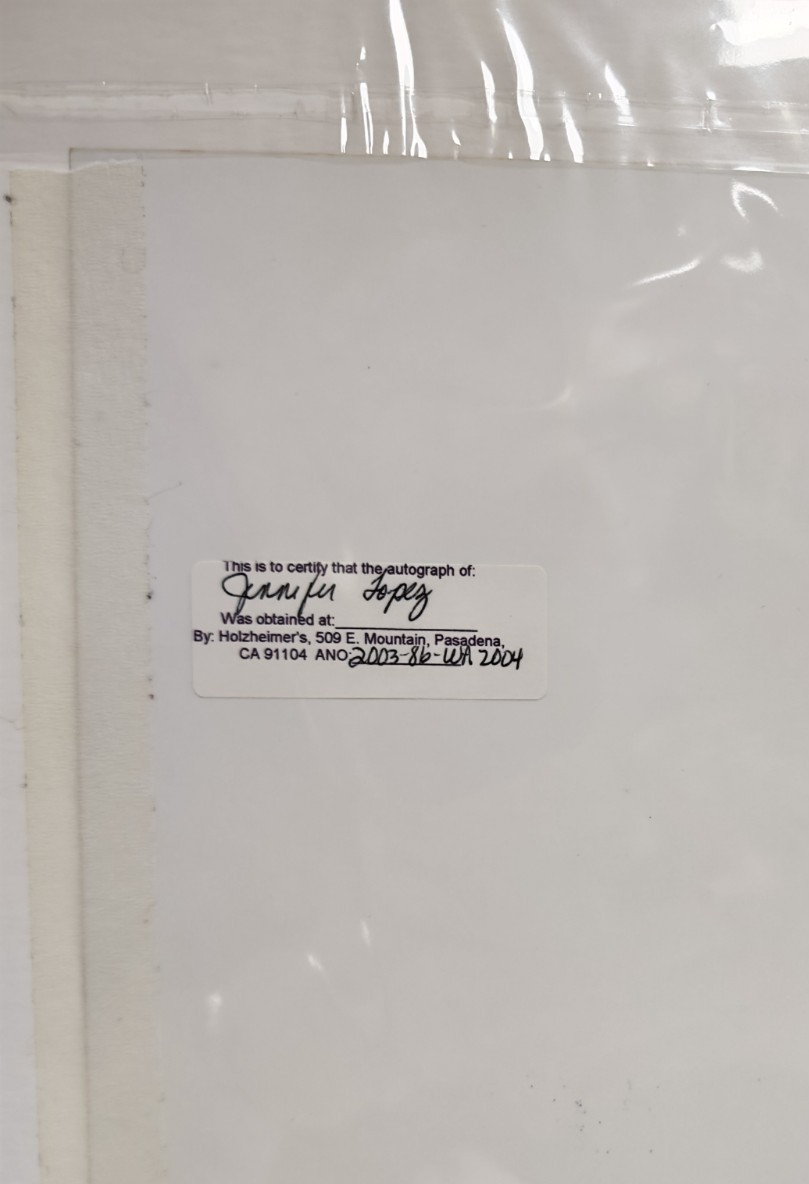 This is to certify that the autograph of:
Jennifer Lopez
Was obtained at:
By: Holzheimer's, 509 E. Mountain, Pasadena,
CA 91104 ANO: 2003-86-WA 2004